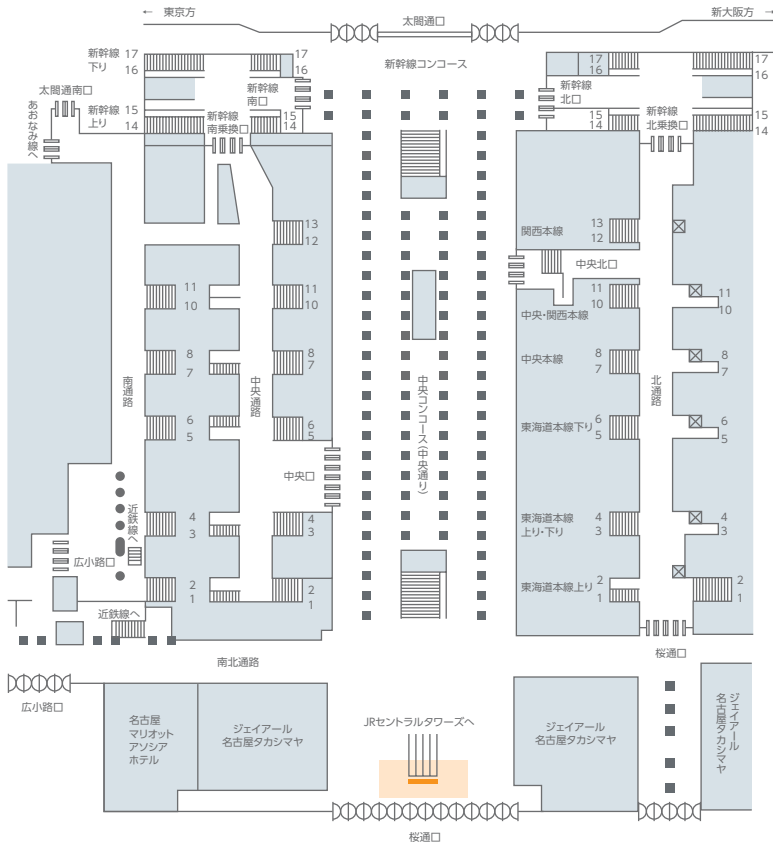 ← 東京方
太閤通口
新大阪方 →
新幹線
下り
17
16
17
16
新幹線
南口
新幹線コンコース
17
16
新幹線
北口
17
16
太閤通南口
あおなみ線へ
新幹線
上り
15
14
新幹線
南乗換口
15
14
15
14
新幹線
北乗換口
15
14
13
12
関西本線
13
12
中央北口
11
10
11
10
中央・関西本線
11
10
11
10
南通路
8
7
中央通路
8
7
中央コンコース(中央通り)
中央本線
8
7
北通路
8
7
6
5
6
5
東海道本線下り
6
5
6
5
中央口
近鉄線へ
4
3
4
3
東海道本線
上り・下り
4
3
4
3
広小路口
2
1
2
1
東海道本線上り
2
1
2
1
近鉄線へ
南北通路
桜通口
広小路口
名古屋
マリオット
アソシア
ホテル
ジェイアール
名古屋タカシマヤ
JRセントラルタワーズへ
ジェイアール
名古屋タカシマヤ
ジェイアール
名古屋タカシマヤ
桜通口